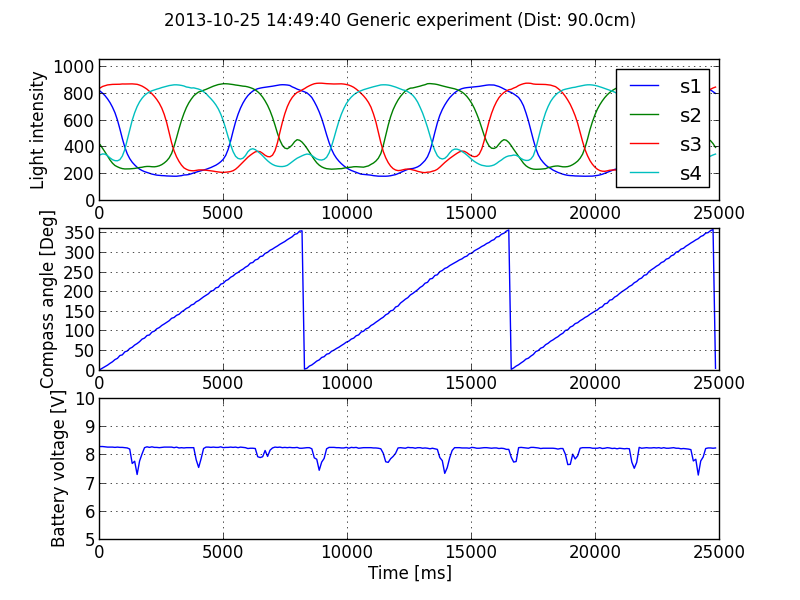 2013-10-25 14:49:40 Generic experiment (Dist: 90.0cm)
Light intensity
1000
800
600
400
200
0
s1
s2
s3
s4
0 5000 10000 15000 20000 25000
Compass angle [Deg]
350
300
250
200
150
100
50
0
0 5000 10000 15000 20000 25000
Battery voltage [V]
10
9
8
7
6
5
0 5000 10000 15000 20000 25000
Time [ms]